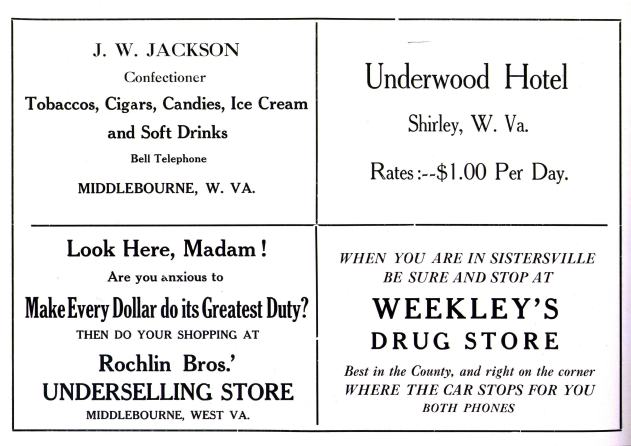 J. W. JACKSON
Confectioner
Tobaccos, Cigars, Candies, Ice Cream
and Soft Drinks
Bell Telephone
MIDDLEBOURNE, W. VA.
Underwood Hotel
Shirley, W. Va.
Rates:--$1.00 Per Day.
Look Here, Madam!
Are you anxious to
Make Every Dollar do its Greatest Duty?
THEN DO YOUR SHOPPING AT
Rochlin Bros.'
UNDERSELLING STORE
MIDDLEBOURNE, WEST VA.
WHEN YOU ARE IN SISTERSVILLE
BE SURE AND STOP AT
WEEKLEY'S
DRUG STORE
Best in the County, and right on the corner
WHERE THE CAR STOPS FOR YOU
BOTH PHONES